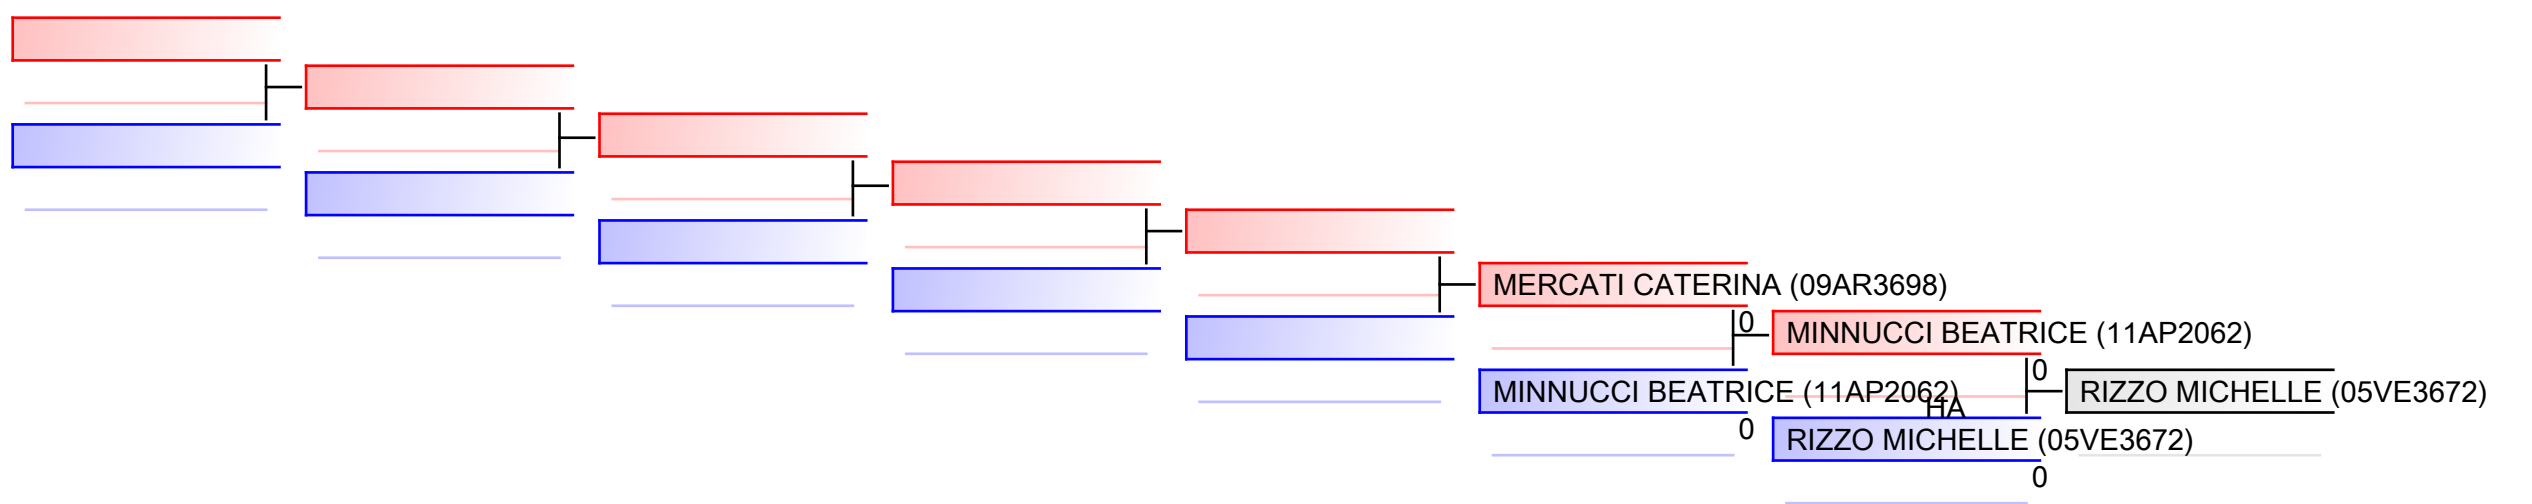 MERCATI CATERINA (09AR3698)
0
MINNUCCI BEATRICE (11AP2062)
0
MINNUCCI BEATRICE (11AP2062)
RIZZO MICHELLE (05VE3672)
HA
0
RIZZO MICHELLE (05VE3672)
0